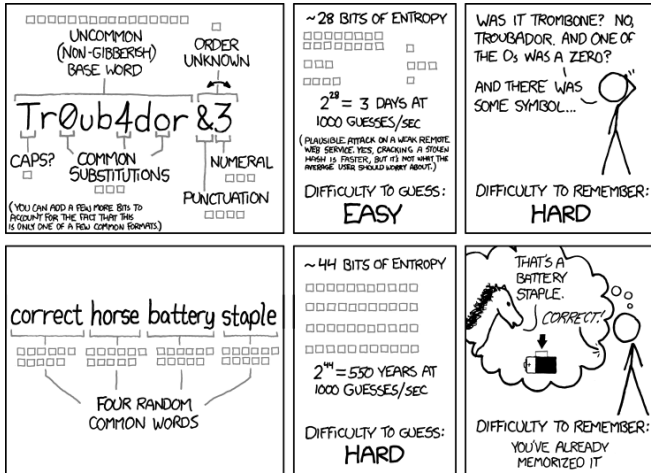 UNCOMMON
(NON-GIBBERISH)
BASE WORD
ORDER
UNKNOWN
Tr0ub4dor &3
CAPS?
COMMON
SUBSTITUTIONS
NUMERAL
PUNCTUATION
(YOU CAN ADD A FEW MORE BITS TO
ACCOUNT FOR THE FACT THAT THIS
IS ONLY ONE OF A FEW COMMON FORMATS.)
~28 BITS OF ENTROPY
2²⁸ = 3 DAYS AT
1000 GUESSES/SEC
(PLAUSIBLE ATTACK ON A WEAK REMOTE
WEB SERVICE. YES, CRACKING A STOLEN
HASH IS FASTER, BUT IT'S NOT WHAT THE
AVERAGE USER SHOULD WORRY ABOUT.)
DIFFICULTY TO GUESS:
EASY
WAS IT TROMBONE? NO,
TROUBADOR. AND ONE OF
THE Os WAS A ZERO?
AND THERE WAS
SOME SYMBOL...
DIFFICULTY TO REMEMBER:
HARD
correct horse battery staple
FOUR RANDOM
COMMON WORDS
~44 BITS OF ENTROPY
2⁴⁴ = 550 YEARS AT
1000 GUESSES/SEC
DIFFICULTY TO GUESS:
HARD
THAT'S A
BATTERY
STAPLE.
CORRECT!
DIFFICULTY TO REMEMBER:
YOU'VE ALREADY
MEMORIZED IT